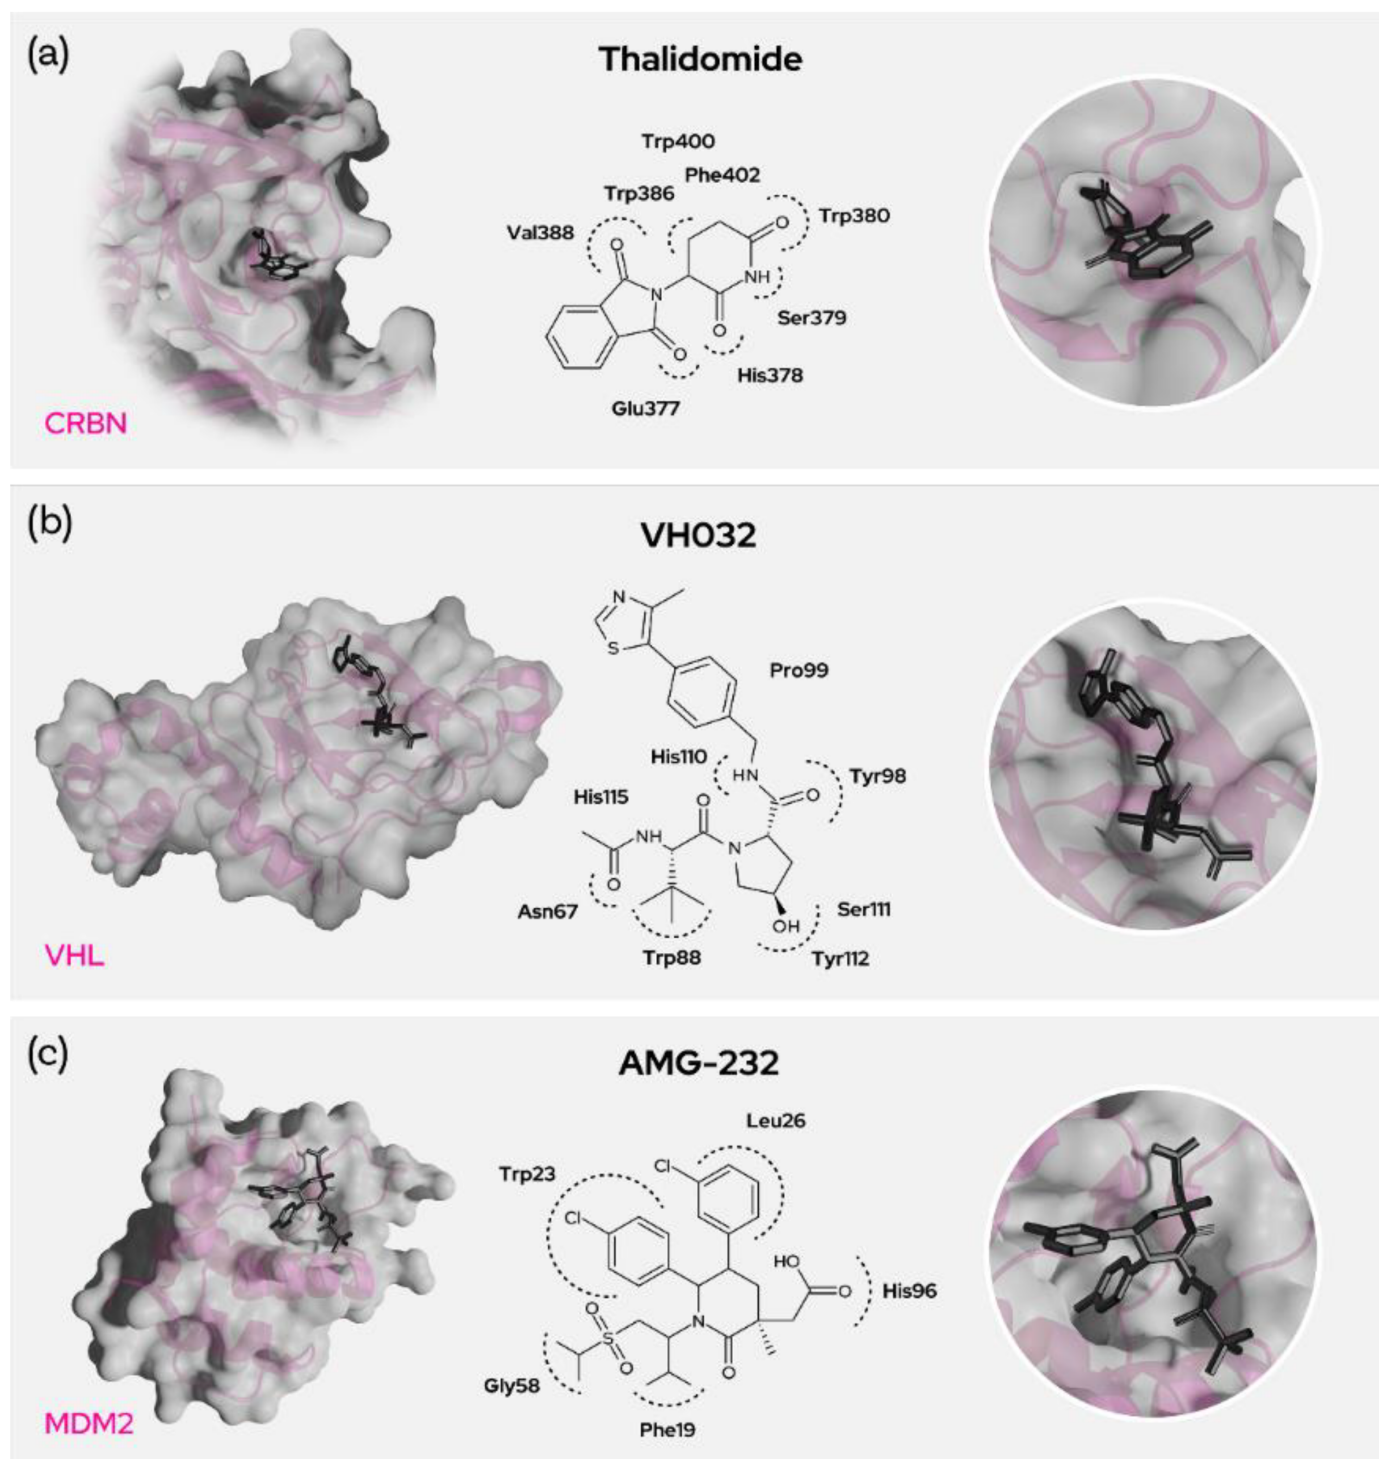 (a)
Thalidomide
Trp400
Phe402
Trp386
Trp380
Val388
O
O
N
NH
O
Ser379
O
His378
Glu377
CRBN
(b)
VH032
N
S
Pro99
His110
HN
Tyr98
O
His115
O
NH
N
O
Asn67
Ser111
OH
Trp88
Tyr112
VHL
(c)
AMG-232
Leu26
Cl
Trp23
Cl
HO
O
His96
O
N
S
O
O
Gly58
Phe19
MDM2